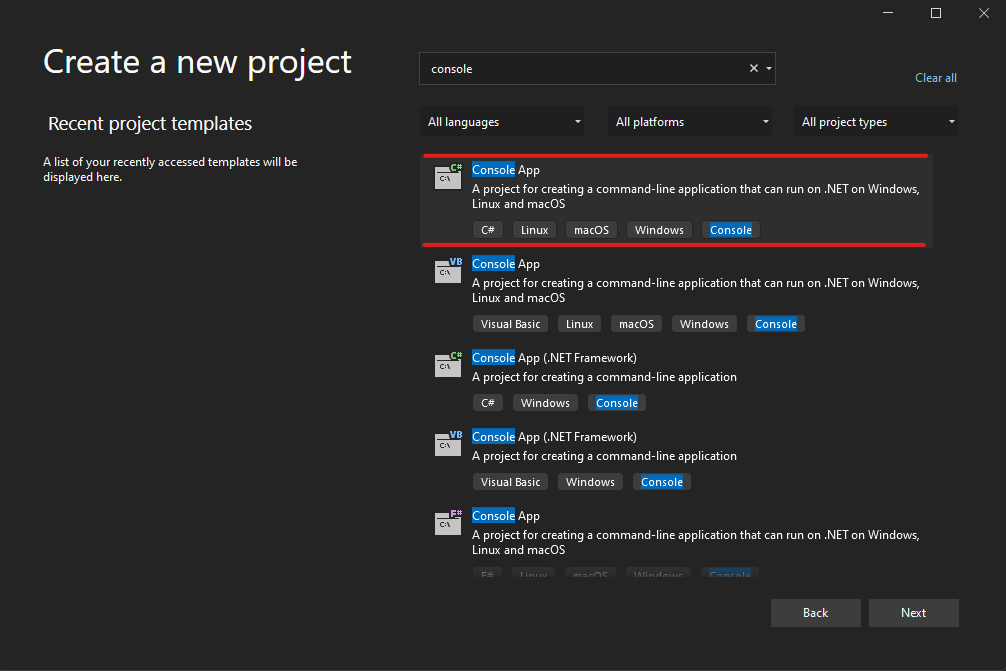 Create a new project
console
Clear all
Recent project templates
A list of your recently accessed templates will be
displayed here.
All languages
All platforms
All project types
C#
C:\
Console App
A project for creating a command-line application that can run on .NET on Windows,
Linux and macOS
C# Linux macOS Windows Console
VB
C:\
Console App
A project for creating a command-line application that can run on .NET on Windows,
Linux and macOS
Visual Basic Linux macOS Windows Console
C#
C:\
Console App (.NET Framework)
A project for creating a command-line application
C# Windows Console
VB
C:\
Console App (.NET Framework)
A project for creating a command-line application
Visual Basic Windows Console
F#
C:\
Console App
A project for creating a command-line application that can run on .NET on Windows,
Linux and macOS
F# Linux macOS Windows Console
Back
Next